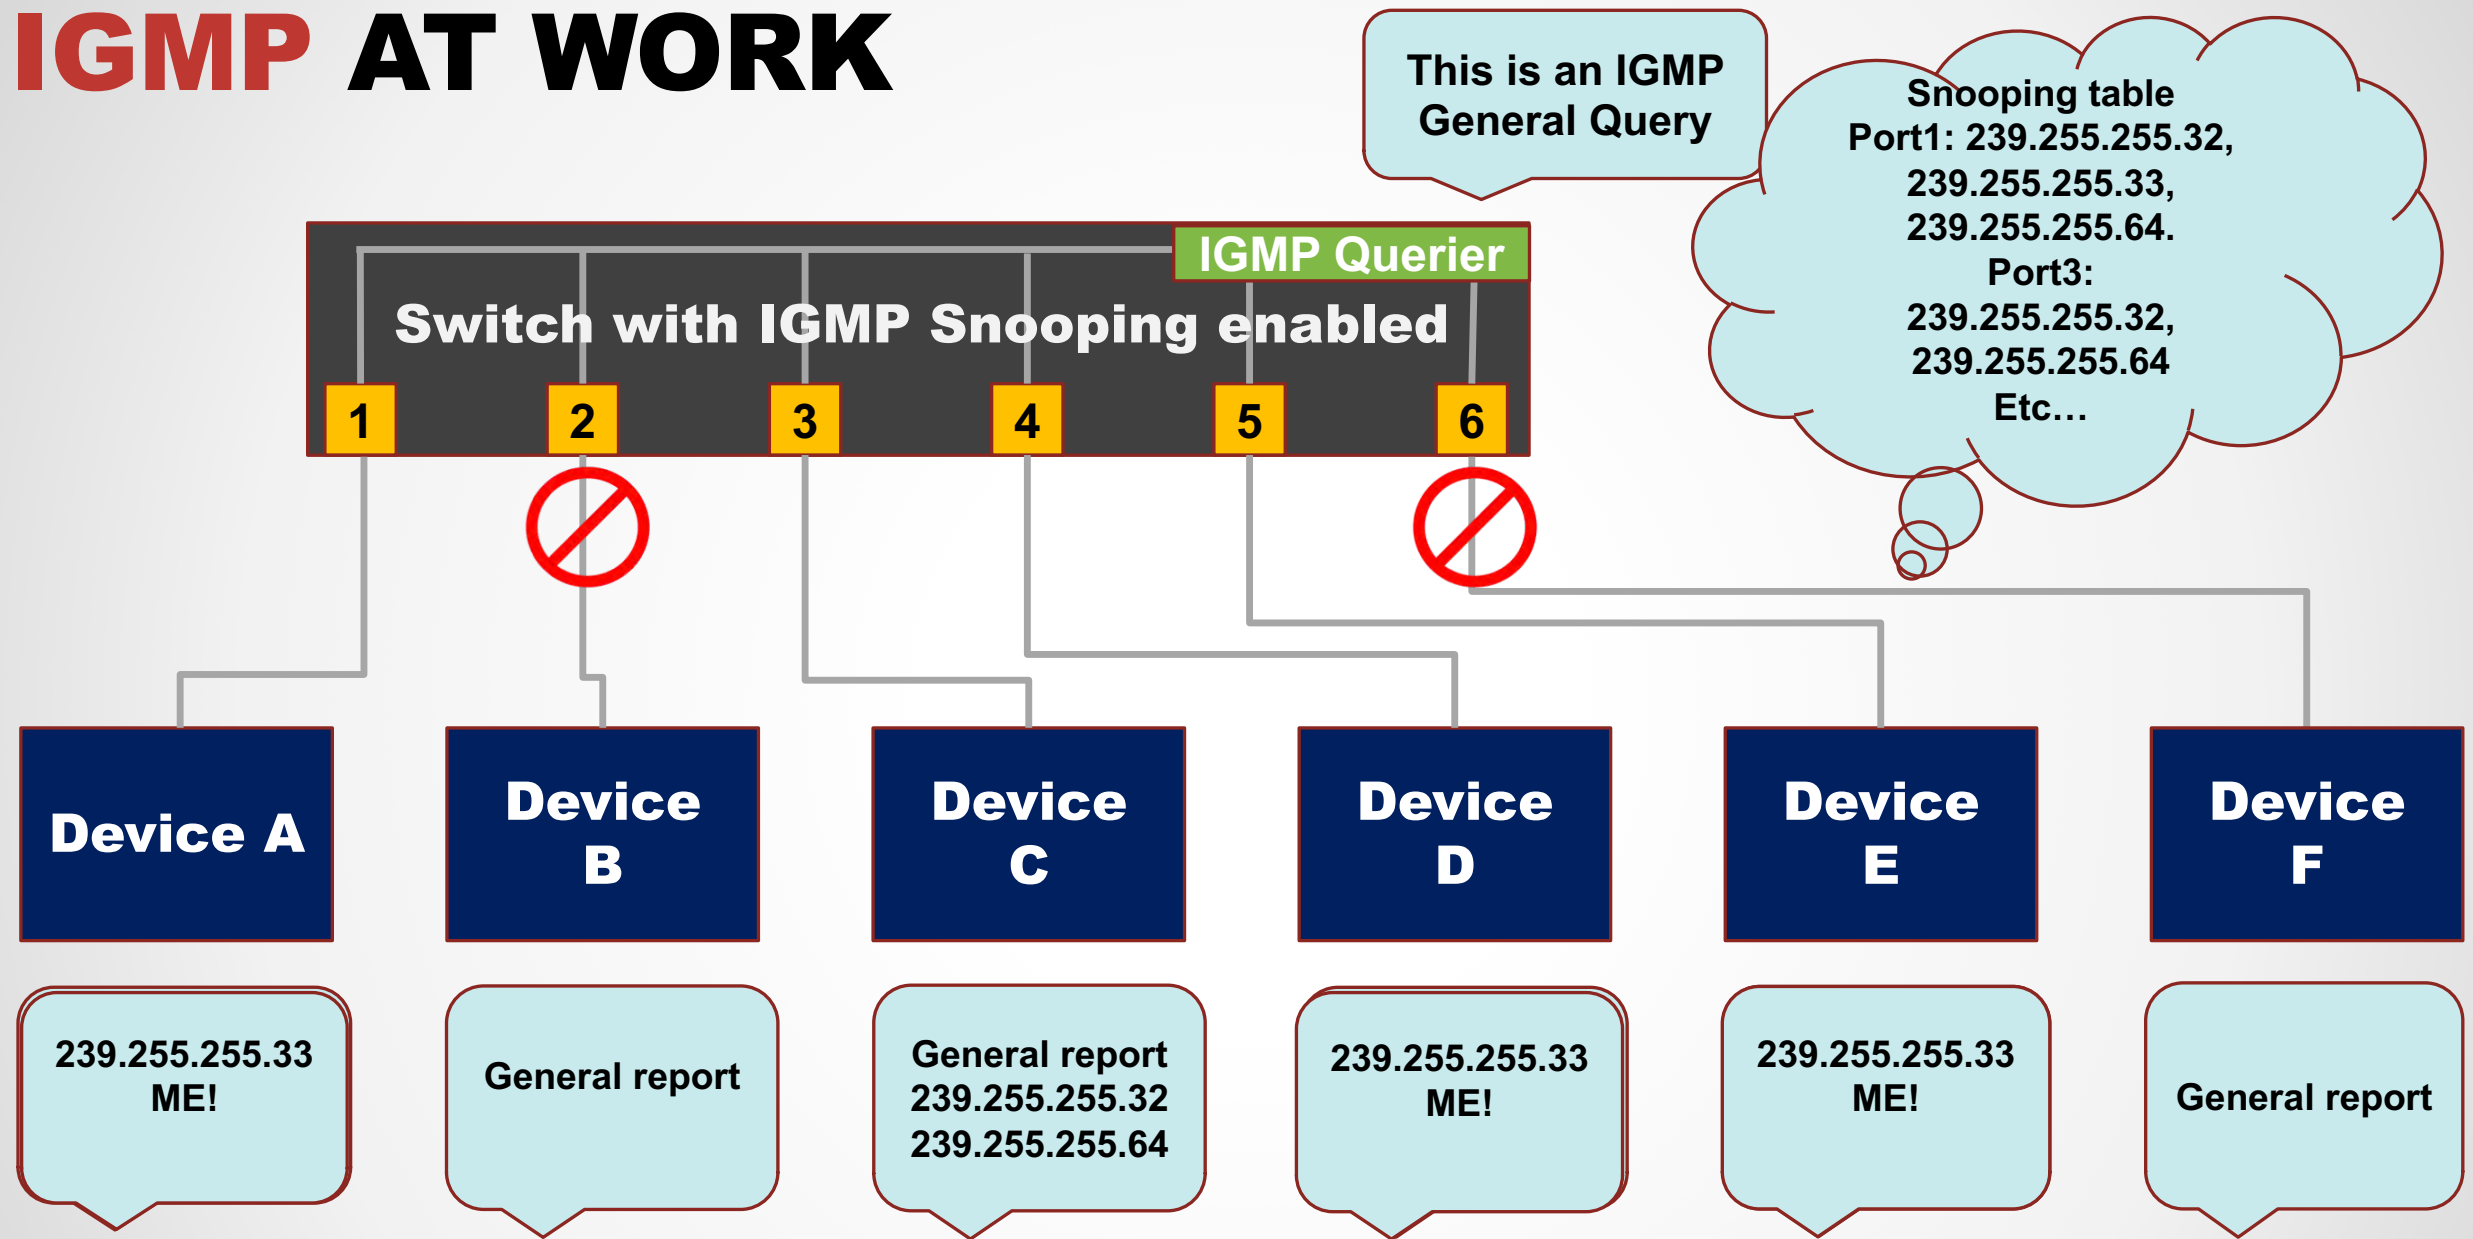 IGMP AT WORK
This is an IGMP
General Query
Snooping table
Port1: 239.255.255.32,
239.255.255.33,
239.255.255.64.
Port3:
239.255.255.32,
239.255.255.64
Etc…
IGMP Querier
Switch with IGMP Snooping enabled
1
2
3
4
5
6
Device A
Device
B
Device
C
Device
D
Device
E
Device
F
239.255.255.33
ME!
General report
General report
239.255.255.32
239.255.255.64
239.255.255.33
ME!
239.255.255.33
ME!
General report